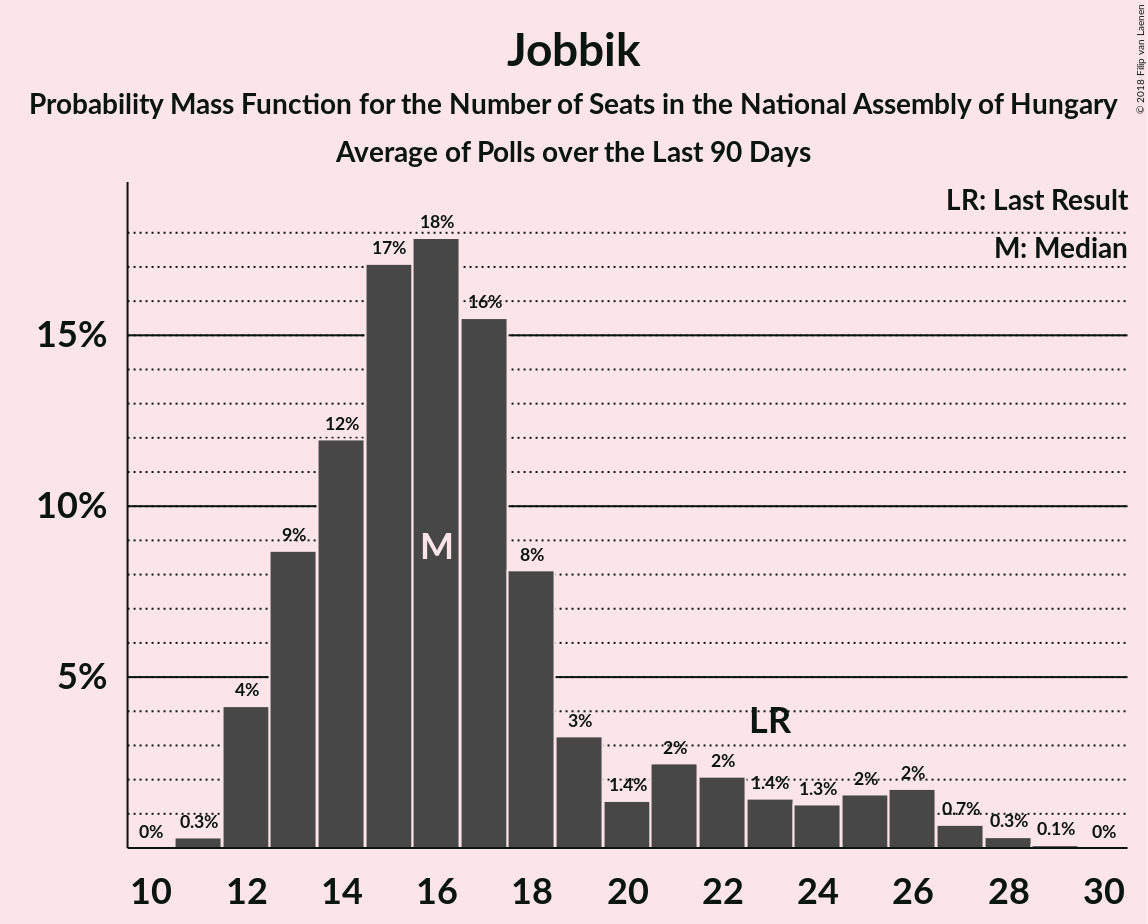 Jobbik
Probability Mass Function for the Number of Seats in the National Assembly of Hungary
Average of Polls over the Last 90 Days
© 2018 Filip van Laenen
LR: Last Result
M: Median
15%
10%
5%
0%
0.3%
4%
9%
12%
17%
18%
16%
8%
3%
1.4%
2%
2%
1.4%
1.3%
2%
2%
0.7%
0.3%
0.1%
0%
M
LR
10 12 14 16 18 20 22 24 26 28 30